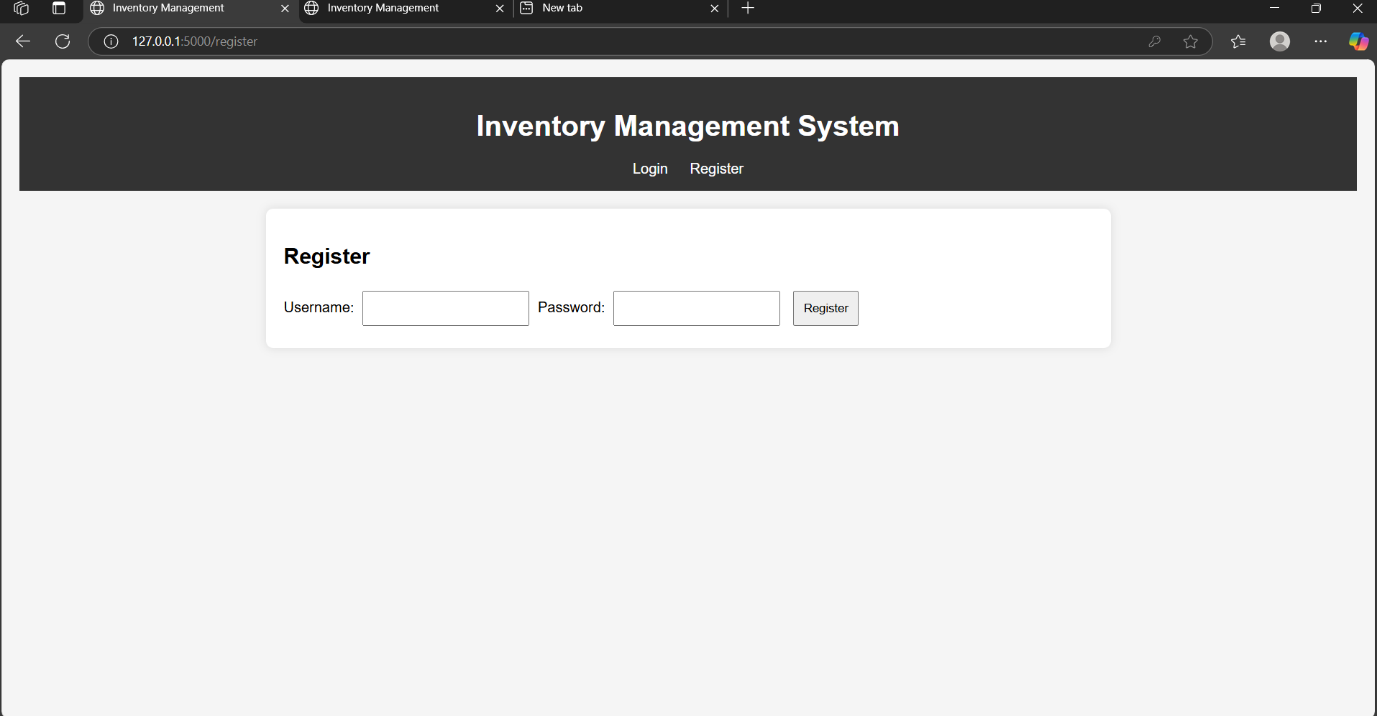 Inventory Management
Inventory Management
New tab
127.0.0.1:5000/register
Inventory Management System
Login Register
Register
Username: Password: Register